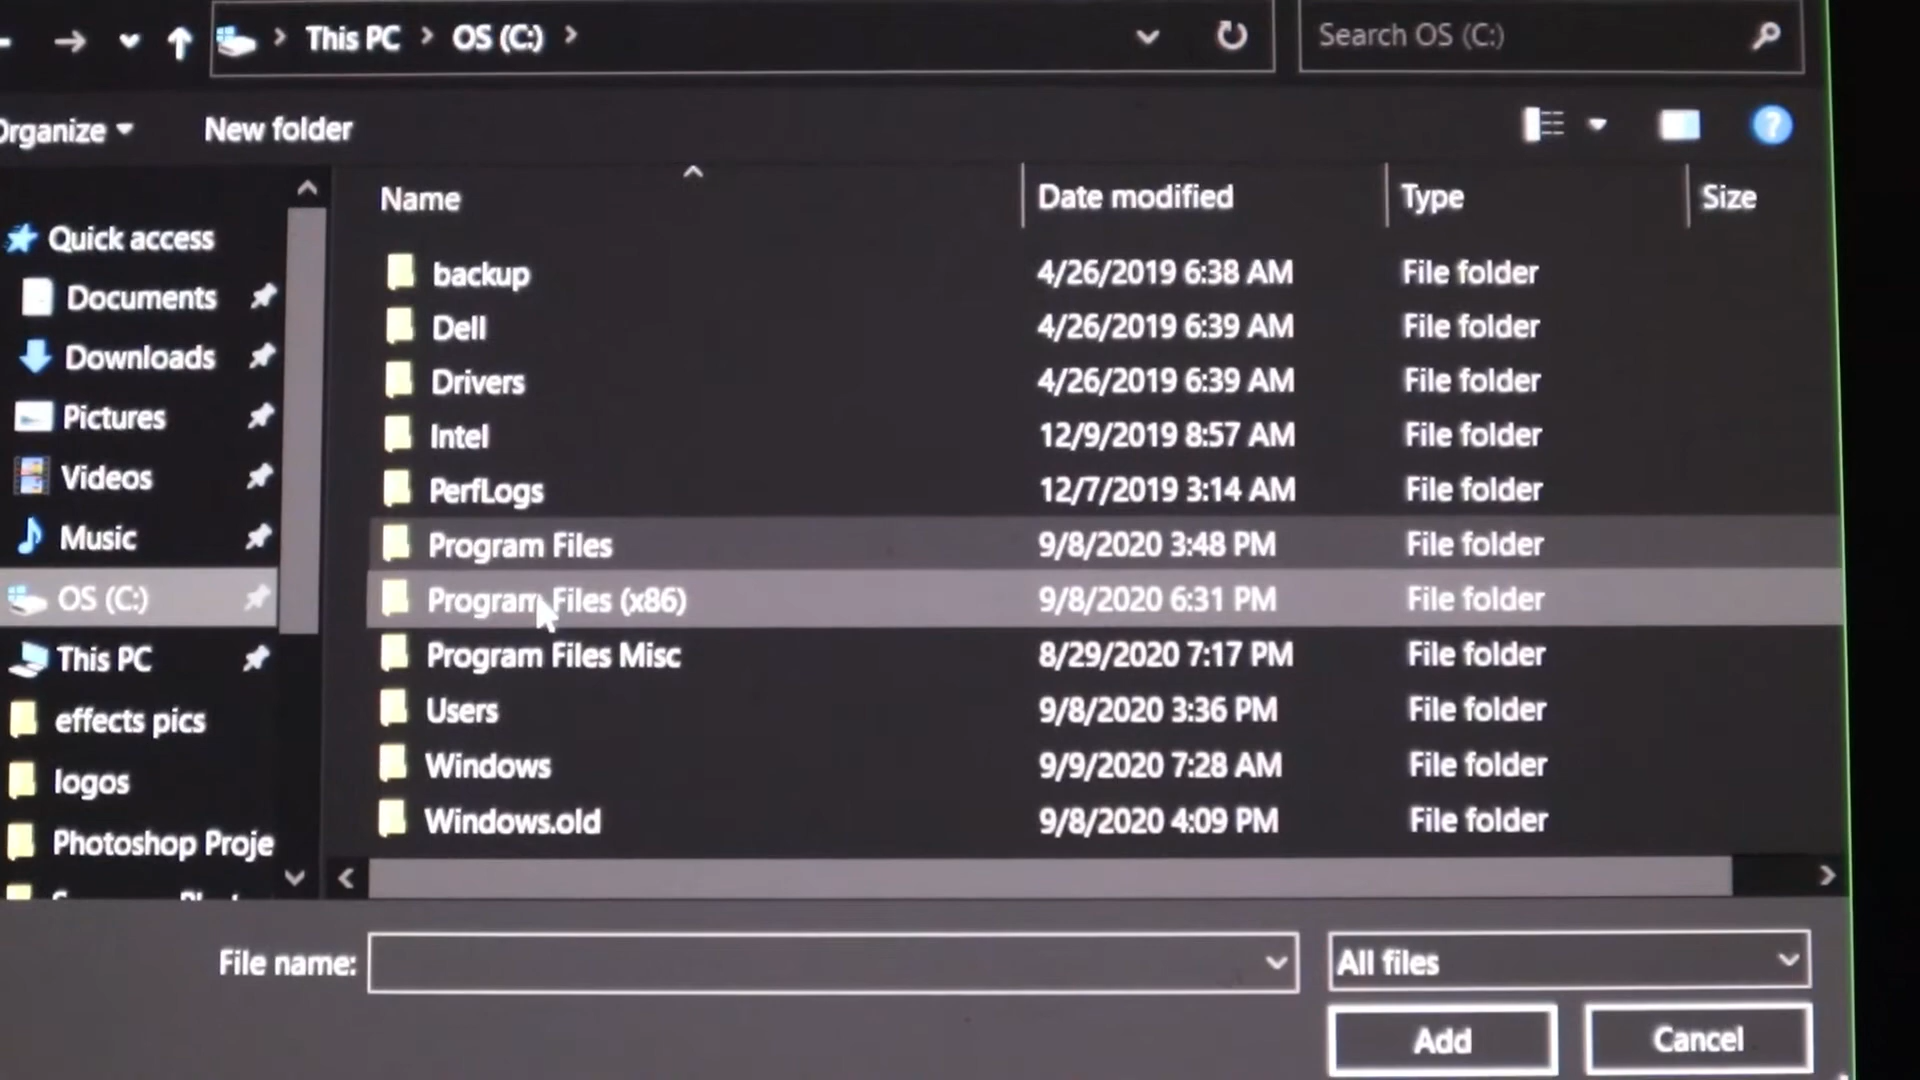 This PC > OS (C:) >
Search OS (C:)
Organize
New folder
Name
Date modified
Type
Size
Quick access
Documents
Downloads
Pictures
Videos
Music
OS (C:)
This PC
effects pics
logos
Photoshop Proje
backup 4/26/2019 6:38 AM File folder
Dell 4/26/2019 6:39 AM File folder
Drivers 4/26/2019 6:39 AM File folder
Intel 12/9/2019 8:57 AM File folder
PerfLogs 12/7/2019 3:14 AM File folder
Program Files 9/8/2020 3:48 PM File folder
Program Files (x86) 9/8/2020 6:31 PM File folder
Program Files Misc 8/29/2020 7:17 PM File folder
Users 9/8/2020 3:36 PM File folder
Windows 9/9/2020 7:28 AM File folder
Windows.old 9/8/2020 4:09 PM File folder
File name:
All files
Add
Cancel